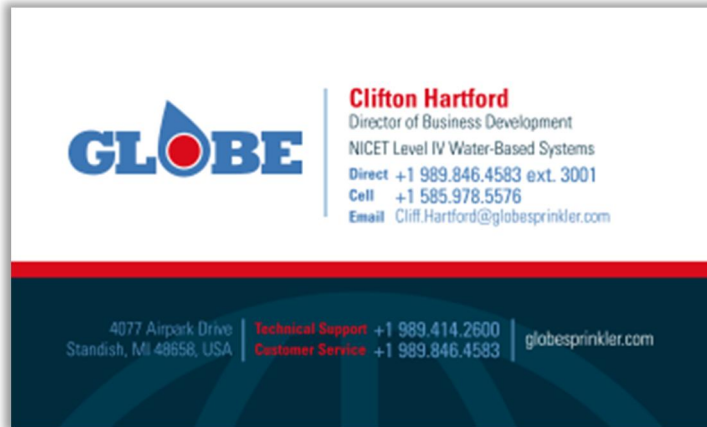 GLOBE
Clifton Hartford
Director of Business Development
NICET Level IV Water-Based Systems
Direct +1 989.846.4583 ext. 3001
Cell +1 585.978.5576
Email Cliff.Hartford@globesprinkler.com
4077 Airpark Drive
Standish, MI 48658, USA
Technical Support +1 989.414.2600
Customer Service +1 989.846.4583
globesprinkler.com